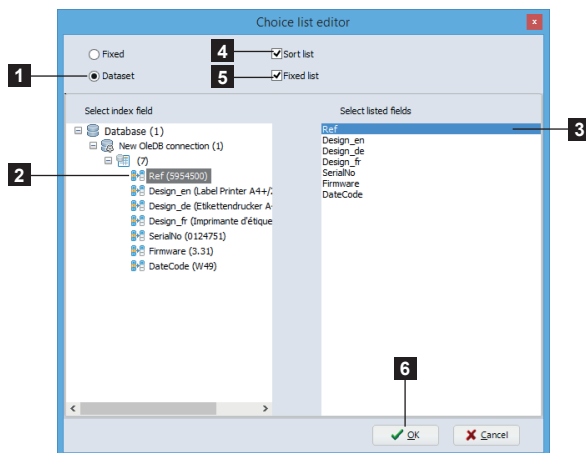 Choice list editor
x
Fixed
4
Sort list
1
Dataset
5
Fixed list
Select index field
Select listed fields
Database (1)
New OleDB connection (1)
(7)
2
Ref (5954500)
Design_en (Label Printer A4+/
Design_de (Etikettendrucker A
Design_fr (Imprimante d'étique
SerialNo (0124751)
Firmware (3.31)
DateCode (W49)
Ref
3
Design_en
Design_de
Design_fr
SerialNo
Firmware
DateCode
6
OK
Cancel